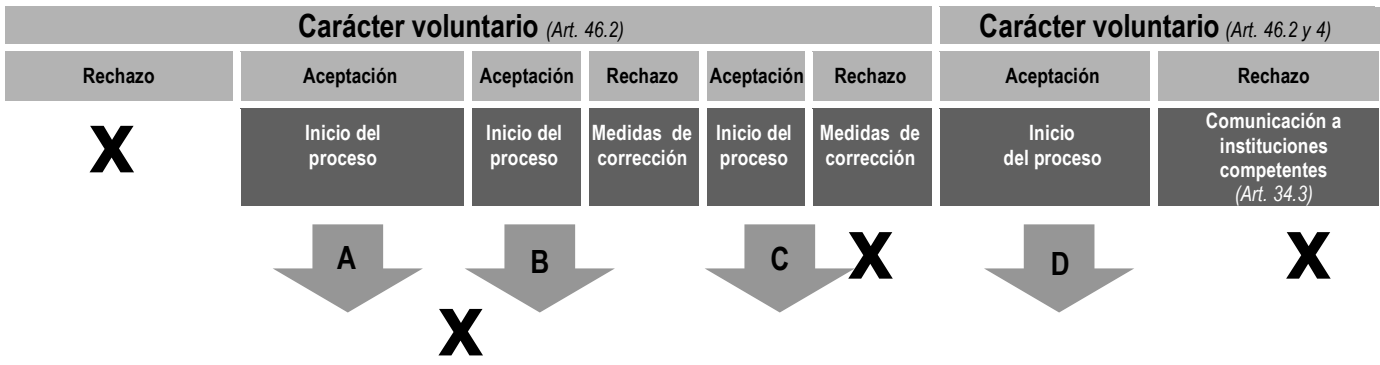 Carácter voluntario (Art. 46.2)
Carácter voluntario (Art. 46.2 y 4)
Rechazo
Aceptación
Aceptación
Rechazo
Aceptación
Rechazo
Aceptación
Rechazo
X
Inicio del
proceso
Inicio del
proceso
Medidas de
corrección
Inicio del
proceso
Medidas de
corrección
Inicio
del proceso
Comunicación a
instituciones
competentes
(Art. 34.3)
A
B
C
X
D
X
X